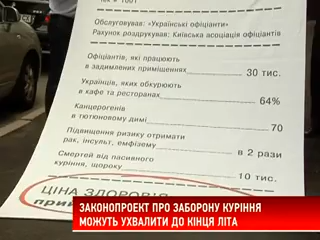 Чек № 1001
Обслуговував: «Українські офіціанти»
Рахунок роздрукував: Київська асоціація офіціантів
Офіціантів, які працюють
в задимлених приміщеннях 30 тис.
Українців, яких обкурюють
в кафе та ресторанах 64%
Канцерогенів
в тютюновому димі 70
Підвищення ризику отримати
рак, інсульт, емфізему в 2 рази
Смертей від пасивного
куріння, щороку 10 тис.
ЦІНА ЗДОРОВ'Я
ЗАКОНОПРОЕКТ ПРО ЗАБОРОНУ КУРІННЯ
МОЖУТЬ УХВАЛИТИ ДО КІНЦЯ ЛІТА